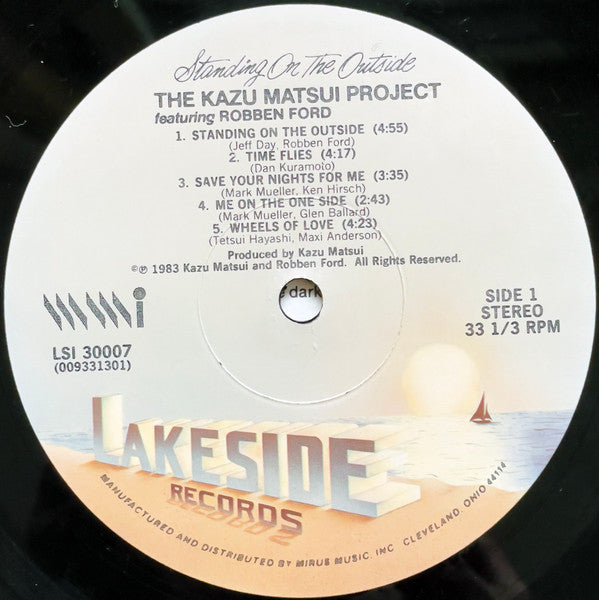 Standing On The Outside
THE KAZU MATSUI PROJECT
featuring ROBBEN FORD
1. STANDING ON THE OUTSIDE (4:55)
(Jeff Day, Robben Ford)
2. TIME FLIES (4:17)
(Dan Kuramoto)
3. SAVE YOUR NIGHTS FOR ME (3:35)
(Mark Mueller, Ken Hirsch)
4. ME ON THE ONE SIDE (2:43)
(Mark Mueller, Glen Ballard)
5. WHEELS OF LOVE (4:23)
(Tetsui Hayashi, Maxi Anderson)
Produced by Kazu Matsui
©℗ 1983 Kazu Matsui and Robben Ford. All Rights Reserved.
dark
SIDE 1
STEREO
33 1/3 RPM
LSI 30007
(009331301)
LAKESIDE
RECORDS
MANUFACTURED AND DISTRIBUTED BY MIRUS MUSIC, INC. CLEVELAND, OHIO 44114